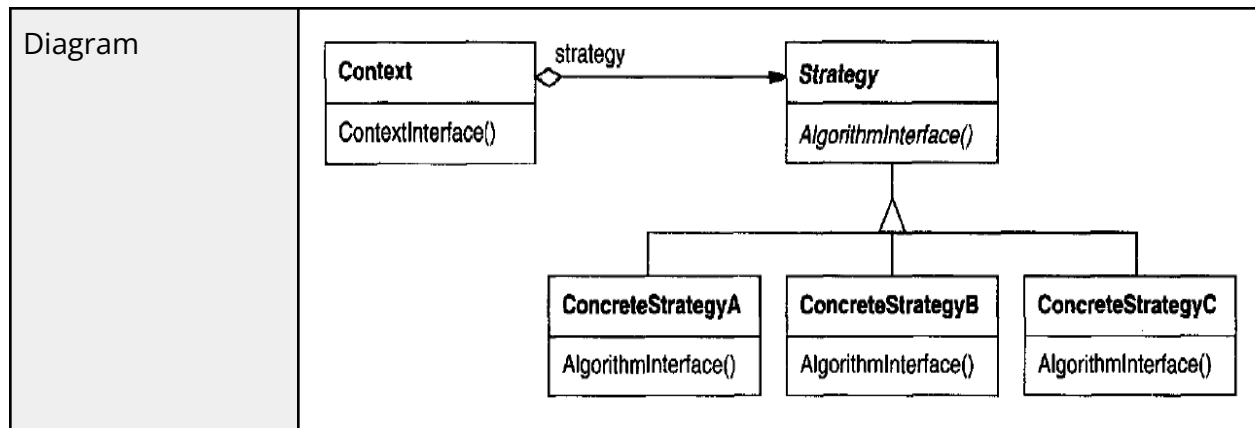 Diagram
strategy
Context
Strategy
ContextInterface()
AlgorithmInterface()
ConcreteStrategyA
ConcreteStrategyB
ConcreteStrategyC
AlgorithmInterface()
AlgorithmInterface()
AlgorithmInterface()